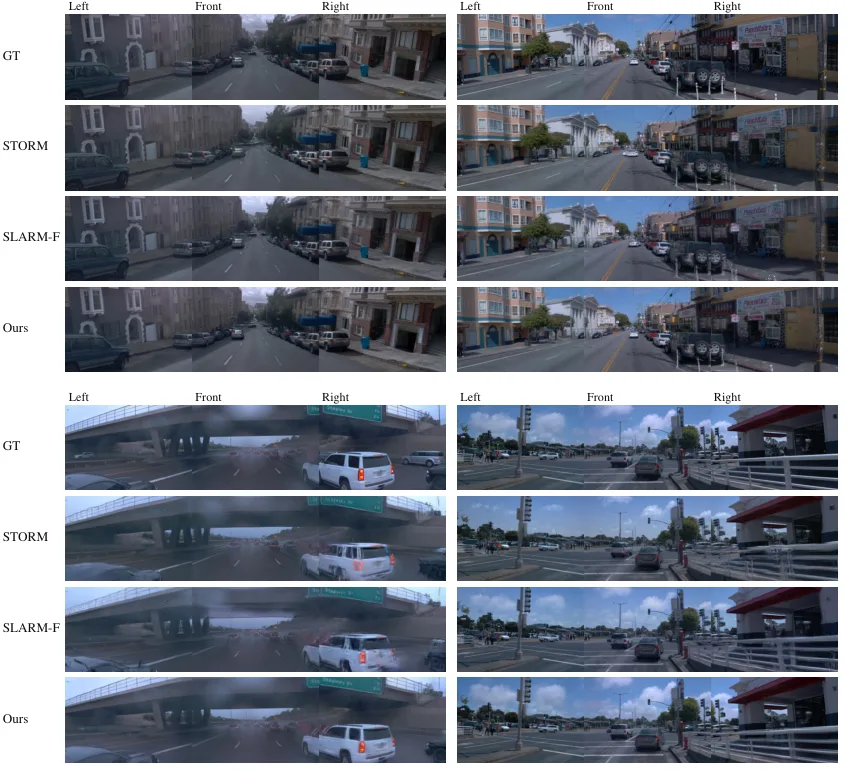 Left Front Right Left Front Right
GT
STORM
SLARM-F
Ours
Left Front Right Left Front Right
GT
STORM
SLARM-F
Ours